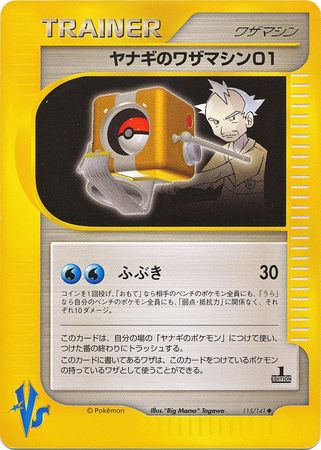 TRAINER ワザマシン
ヤナギのワザマシン01
ふぶき 30
コインを1回投げ、「おもて」なら相手のベンチのポケモン全員にも、「うら」
なら自分のベンチのポケモン全員にも、「弱点・抵抗力」に関係なく、それ
ぞれ10ダメージ。
このカードは、自分の場の「ヤナギのポケモン」につけて使い、
つけた番の終わりにトラッシュする。
このカードに書いてあるワザは、このカードをつけているポケモン
の持っているワザとして使うことができる。
1
EDITION
VS
© Pokémon Illus."Big Mama" Tagawa 115/141